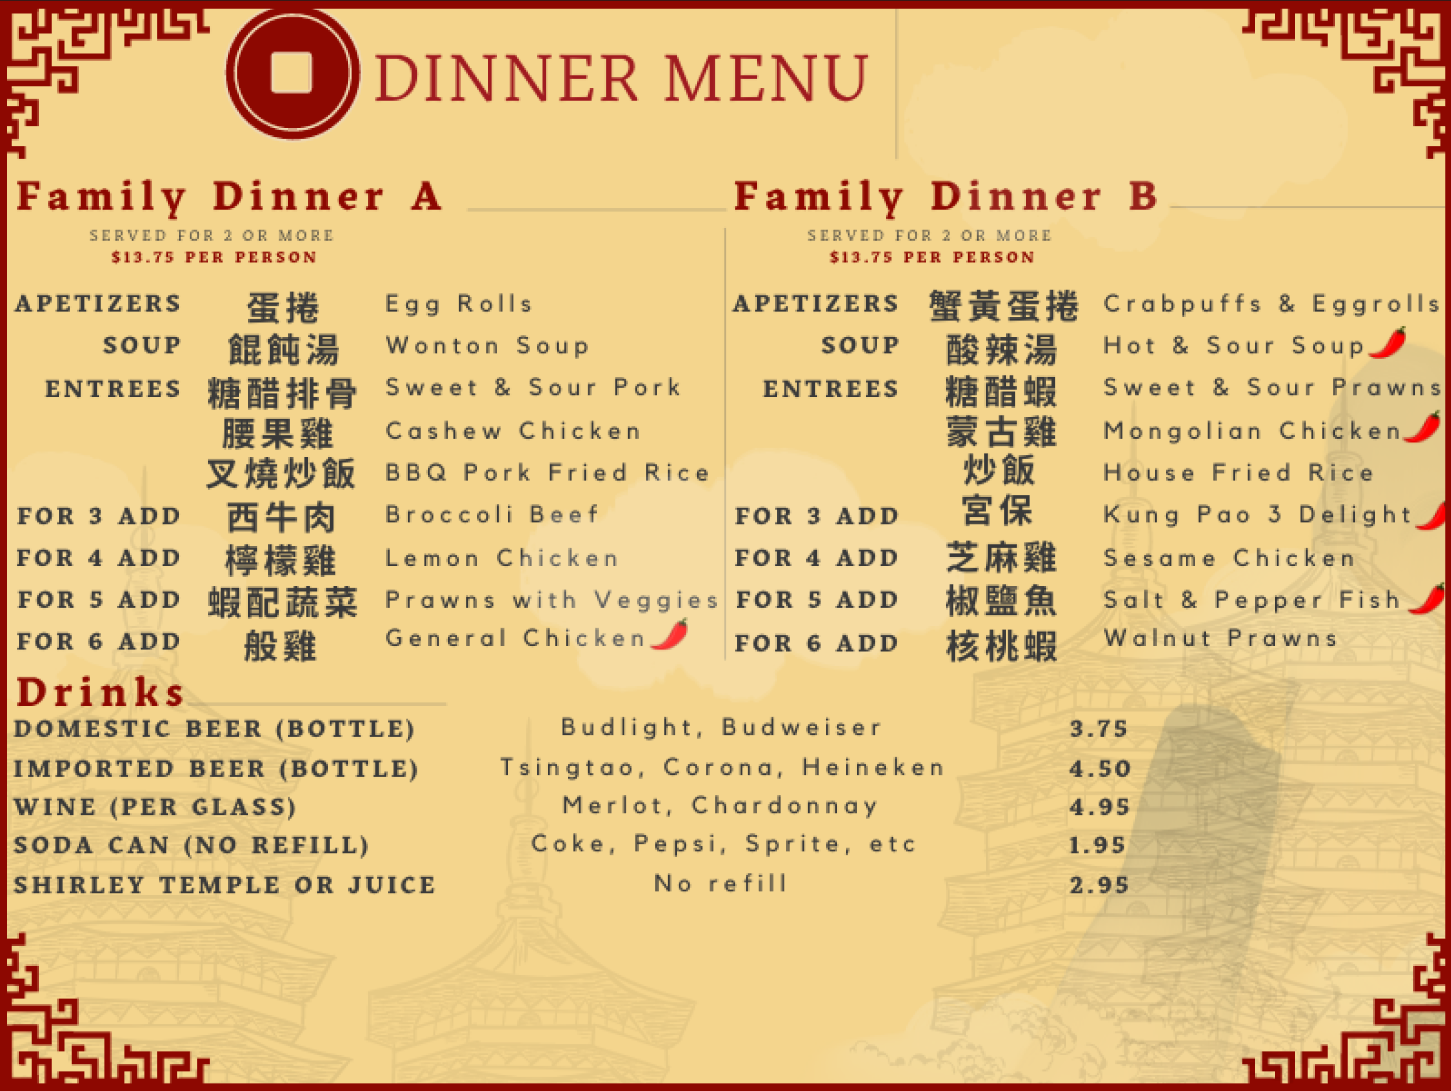 DINNER MENU
Family Dinner A
SERVED FOR 2 OR MORE
$13.75 PER PERSON
APETIZERS 蛋捲 Egg Rolls
SOUP 餛飩湯 Wonton Soup
ENTREES 糖醋排骨 Sweet & Sour Pork
腰果雞 Cashew Chicken
叉燒炒飯 BBQ Pork Fried Rice
FOR 3 ADD 西牛肉 Broccoli Beef
FOR 4 ADD 檸檬雞 Lemon Chicken
FOR 5 ADD 蝦配蔬菜 Prawns with Veggies
FOR 6 ADD 般雞 General Chicken
Family Dinner B
SERVED FOR 2 OR MORE
$13.75 PER PERSON
APETIZERS 蟹黃蛋捲 Crabpuffs & Eggrolls
SOUP 酸辣湯 Hot & Sour Soup
ENTREES 糖醋蝦 Sweet & Sour Prawns
蒙古雞 Mongolian Chicken
炒飯 House Fried Rice
FOR 3 ADD 宮保 Kung Pao 3 Delight
FOR 4 ADD 芝麻雞 Sesame Chicken
FOR 5 ADD 椒鹽魚 Salt & Pepper Fish
FOR 6 ADD 核桃蝦 Walnut Prawns
Drinks
DOMESTIC BEER (BOTTLE) Budlight, Budweiser 3.75
IMPORTED BEER (BOTTLE) Tsingtao, Corona, Heineken 4.50
WINE (PER GLASS) Merlot, Chardonnay 4.95
SODA CAN (NO REFILL) Coke, Pepsi, Sprite, etc 1.95
SHIRLEY TEMPLE OR JUICE No refill 2.95